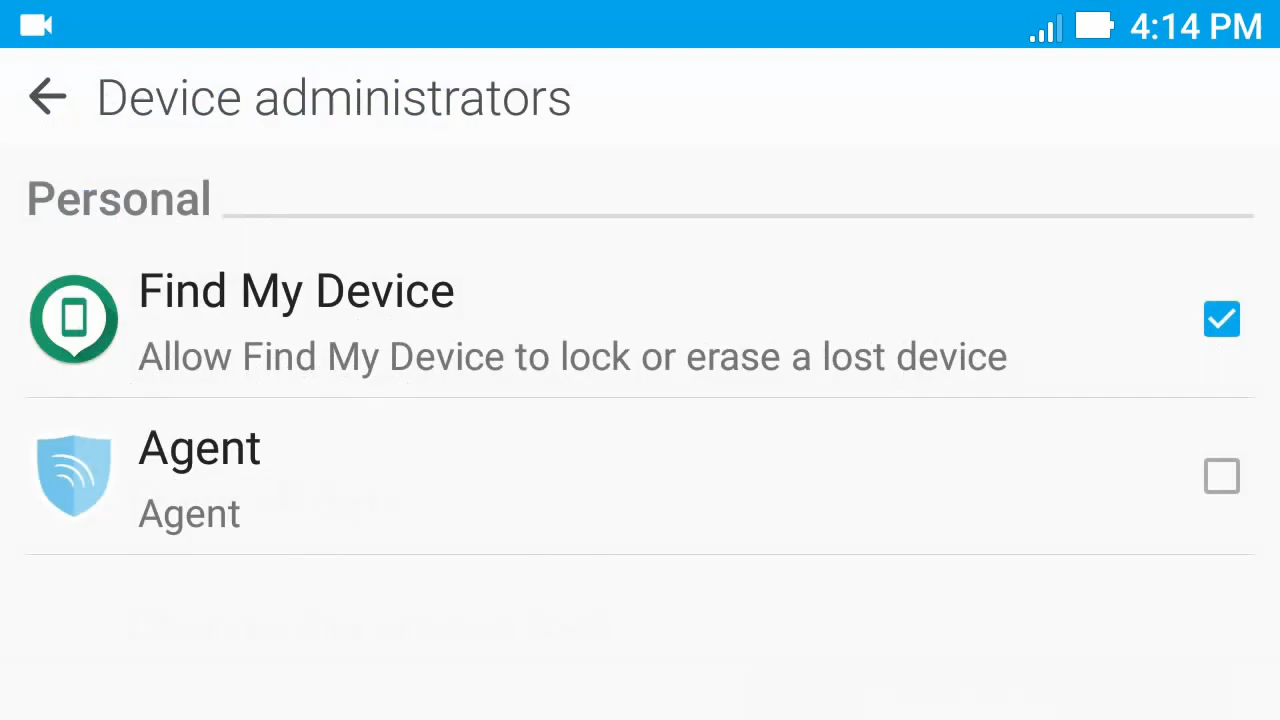 4:14 PM
Device administrators
Personal
Find My Device
Allow Find My Device to lock or erase a lost device
Agent
Agent